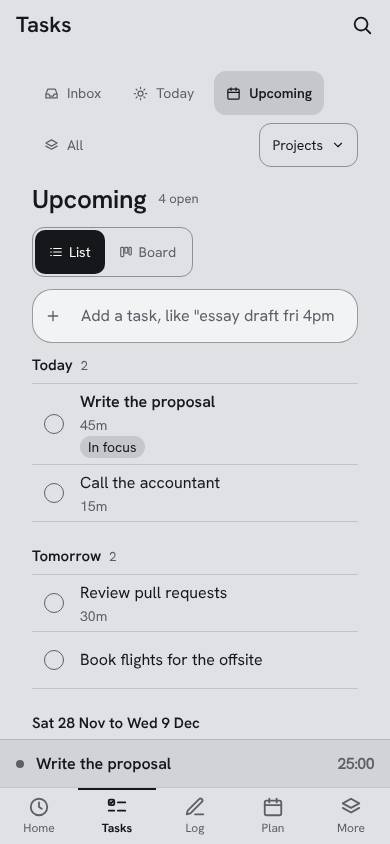 Tasks
Inbox
Today
Upcoming
All
Projects
Upcoming 4 open
List
Board
Add a task, like "essay draft fri 4pm
Today 2
Write the proposal
45m
In focus
Call the accountant
15m
Tomorrow 2
Review pull requests
30m
Book flights for the offsite
Sat 28 Nov to Wed 9 Dec
Write the proposal 25:00
Home
Tasks
Log
Plan
More